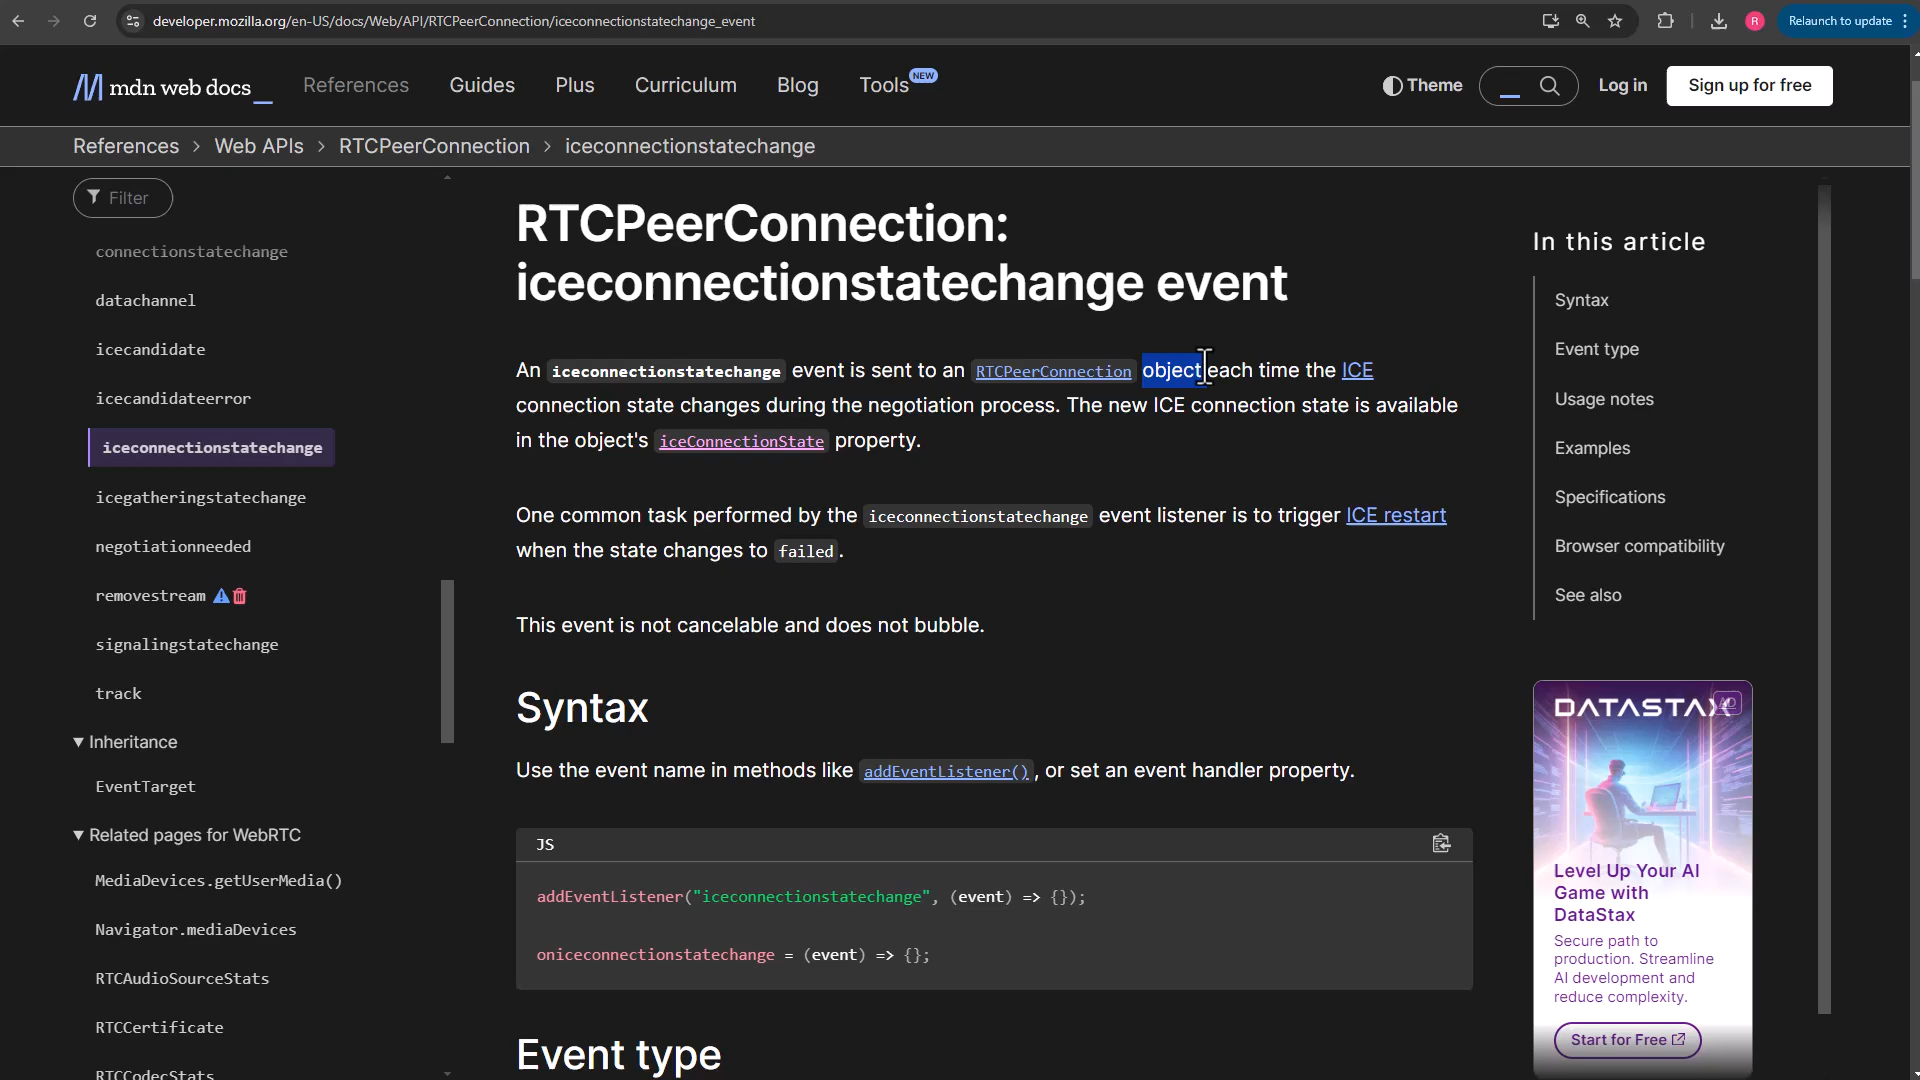 developer.mozilla.org/en-US/docs/Web/API/RTCPeerConnection/iceconnectionstatechange_event
R
Relaunch to update
mdn web docs_
References
Guides
Plus
Curriculum
Blog
Tools NEW
Theme
Log in
Sign up for free
References > Web APIs > RTCPeerConnection > iceconnectionstatechange
Filter
connectionstatechange
datachannel
icecandidate
icecandidateerror
iceconnectionstatechange
icegatheringstatechange
negotiationneeded
removestream
signalingstatechange
track
Inheritance
EventTarget
Related pages for WebRTC
MediaDevices.getUserMedia()
Navigator.mediaDevices
RTCAudioSourceStats
RTCCertificate
RTCCodecStats
RTCPeerConnection:
iceconnectionstatechange event
An iceconnectionstatechange event is sent to an RTCPeerConnection object each time the ICE
connection state changes during the negotiation process. The new ICE connection state is available
in the object's iceConnectionState property.
One common task performed by the iceconnectionstatechange event listener is to trigger ICE restart
when the state changes to failed.
This event is not cancelable and does not bubble.
Syntax
Use the event name in methods like addEventListener(), or set an event handler property.
JS
addEventListener("iceconnectionstatechange", (event) => {});
oniceconnectionstatechange = (event) => {};
Event type
In this article
Syntax
Event type
Usage notes
Examples
Specifications
Browser compatibility
See also
DATASTAX
AD
Level Up Your AI
Game with
DataStax
Secure path to
production. Streamline
AI development and
reduce complexity.
Start for Free